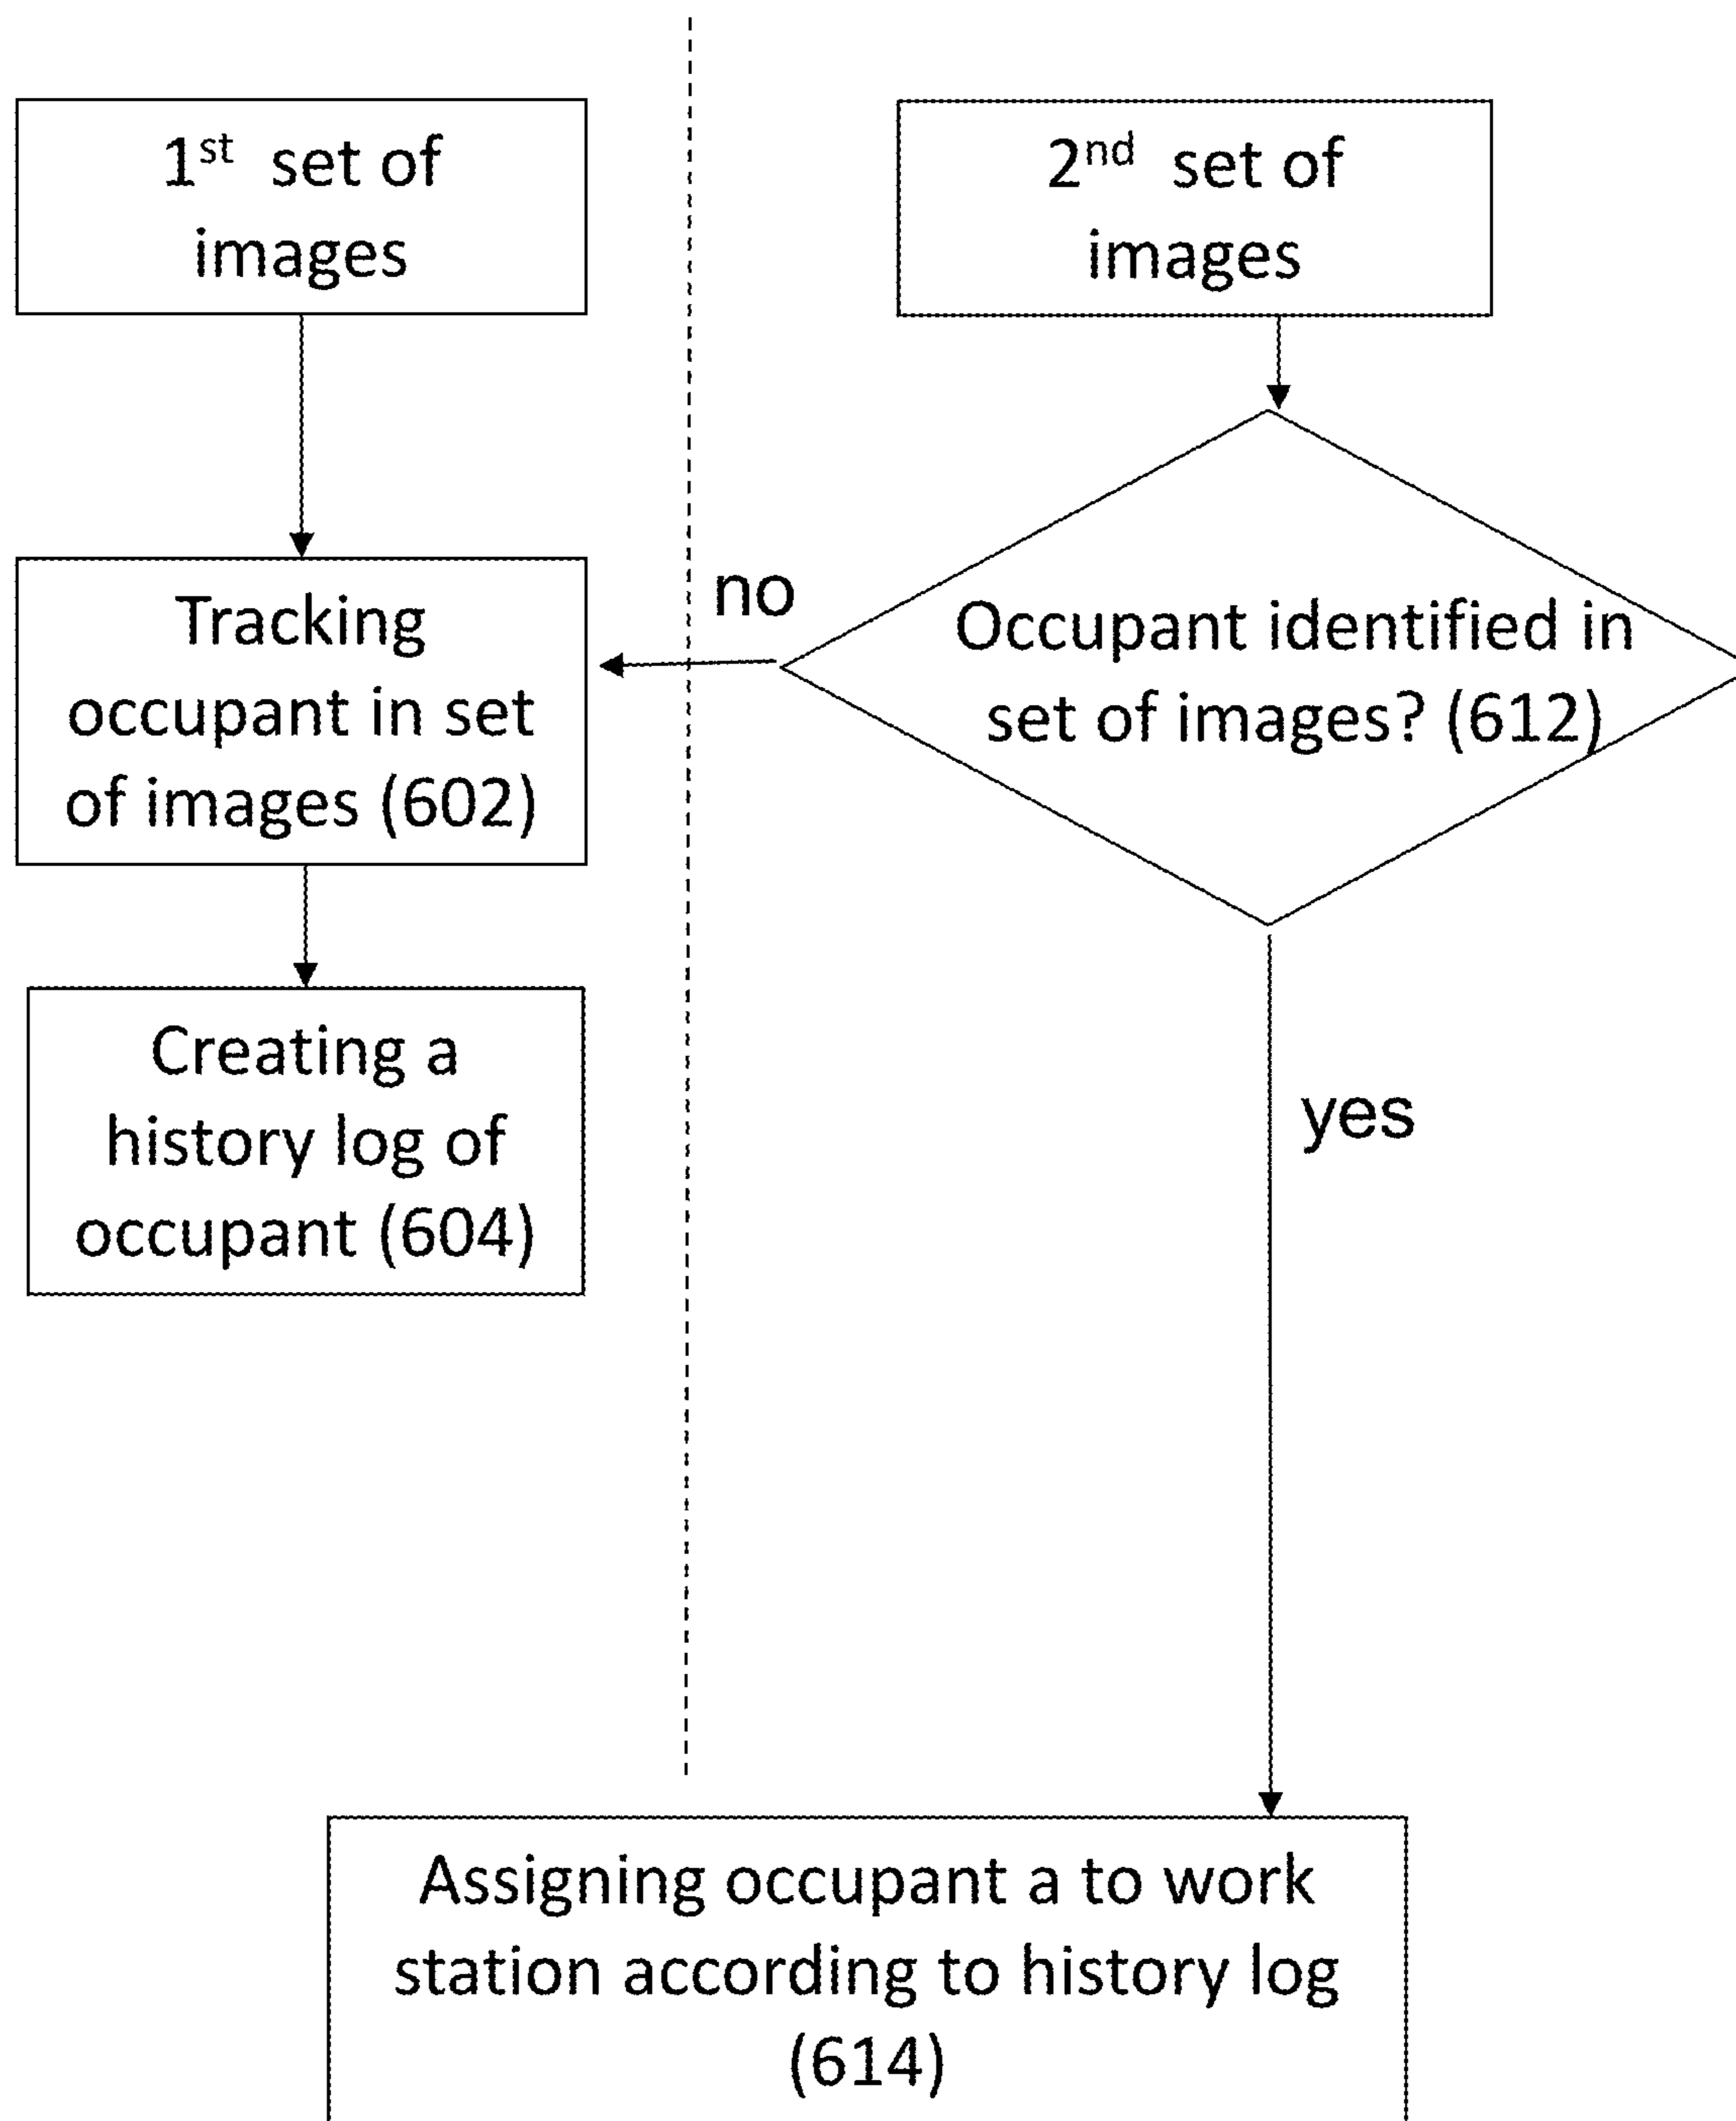 1st set of
images
Tracking
occupant in set
of images (602)
Creating a
history log of
occupant (604)
2nd set of
images
no
Occupant identified in
set of images? (612)
yes
Assigning occupant a to work
station according to history log
(614)